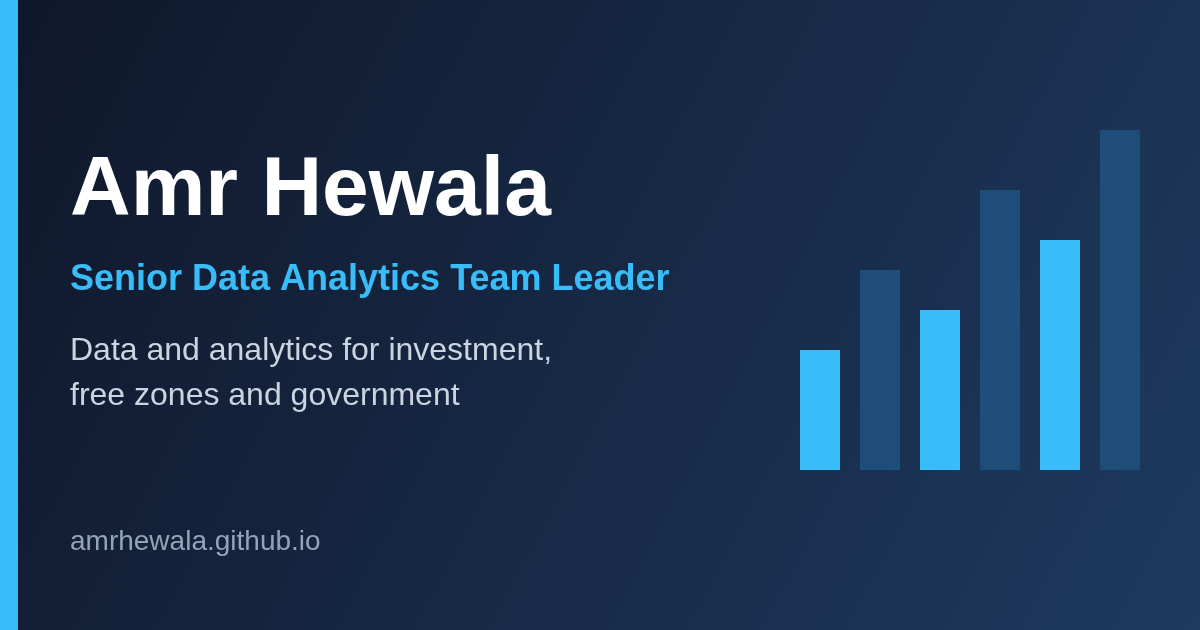 Amr Hewala
Senior Data Analytics Team Leader
Data and analytics for investment,
free zones and government
amrhewala.github.io